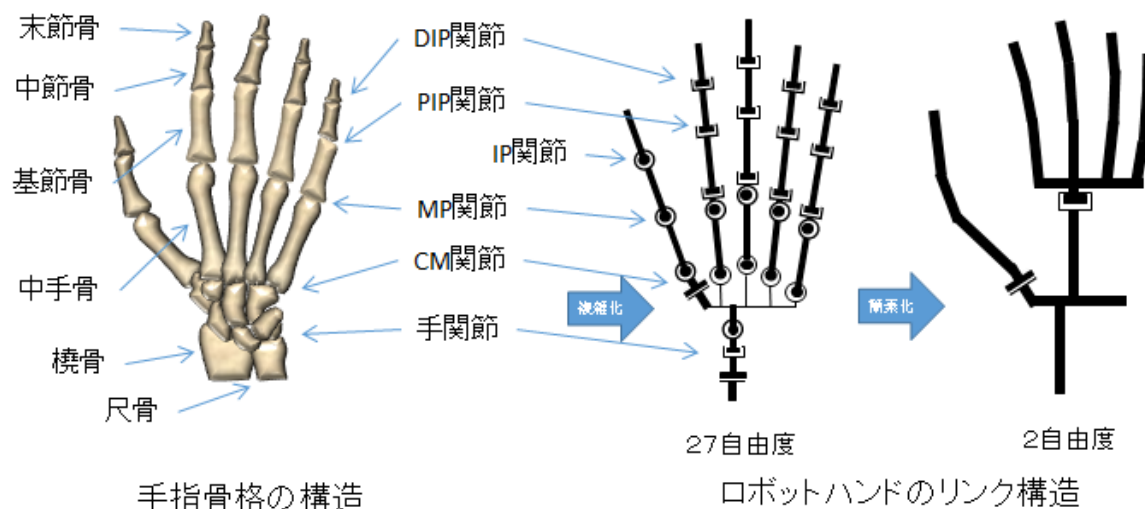 末節骨
中節骨
基節骨
中手骨
橈骨
尺骨
DIP関節
PIP関節
IP関節
MP関節
CM関節
手関節
複雑化
簡素化
27自由度
2自由度
手指骨格の構造
ロボットハンドのリンク構造